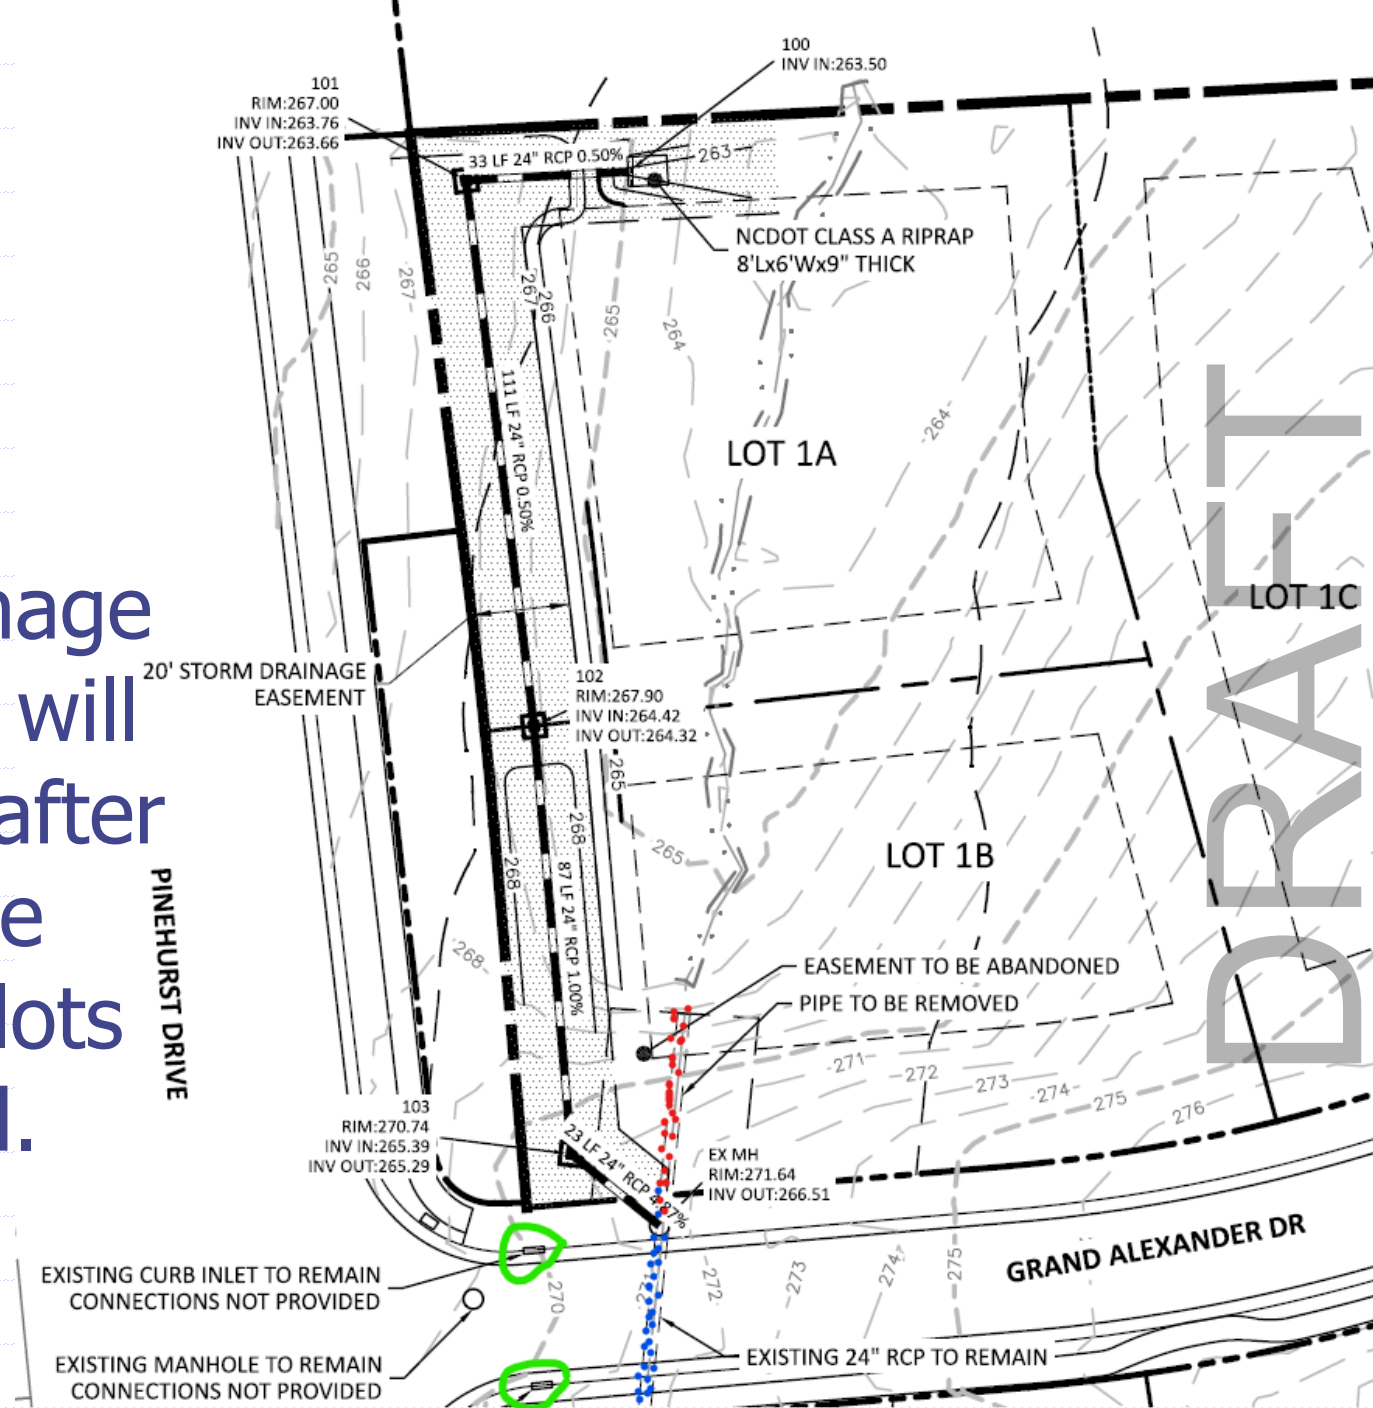 100
INV IN:263.50
101
RIM:267.00
INV IN:263.76
INV OUT:263.66
33 LF 24" RCP 0.50%
263
NCDOT CLASS A RIPRAP
8'Lx6'Wx9" THICK
265
266
267
267
266
265
264
111 LF 24" RCP 0.50%
264
LOT 1A
DRAFT
LOT 1C
nage
will
after
e
lots
.
20' STORM DRAINAGE
EASEMENT
102
RIM:267.90
INV IN:264.42
INV OUT:264.32
265
268
265
268
87 LF 24" RCP 1.00%
LOT 1B
PINEHURST DRIVE
268
EASEMENT TO BE ABANDONED
PIPE TO BE REMOVED
271
272
273
274
275
276
103
RIM:270.74
INV IN:265.39
INV OUT:265.29
23 LF 24" RCP 4.87%
EX MH
RIM:271.64
INV OUT:266.51
GRAND ALEXANDER DR
EXISTING CURB INLET TO REMAIN
CONNECTIONS NOT PROVIDED
270
272
273
274
275
EXISTING 24" RCP TO REMAIN
EXISTING MANHOLE TO REMAIN
CONNECTIONS NOT PROVIDED